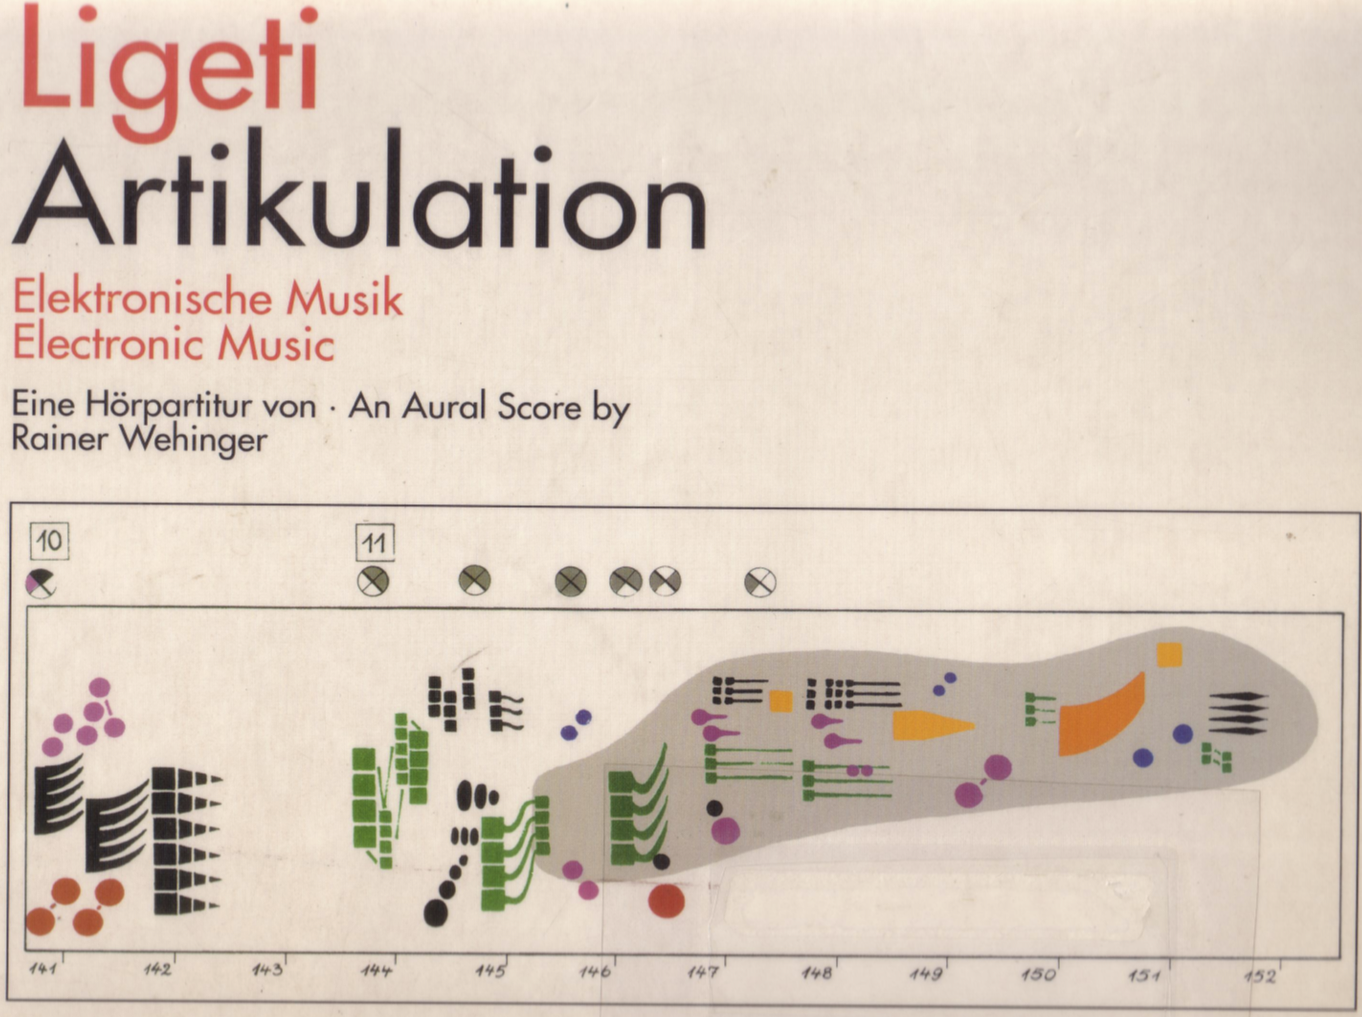 Ligeti
Artikulation
Elektronische Musik
Electronic Music
Eine Hörpartitur von · An Aural Score by
Rainer Wehinger
10 11
141 142 143 144 145 146 147 148 149 150 151 152